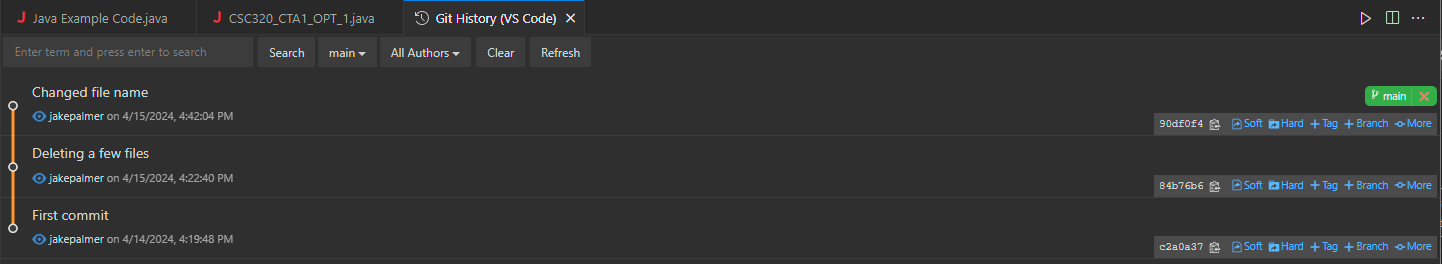 Java Example Code.java CSC320_CTA1_OPT_1.java Git History (VS Code)
Enter term and press enter to search Search main All Authors Clear Refresh
Changed file name
main
jakepalmer on 4/15/2024, 4:42:04 PM
90df0f4 Soft Hard +Tag +Branch More
Deleting a few files
jakepalmer on 4/15/2024, 4:22:40 PM
84b76b6 Soft Hard +Tag +Branch More
First commit
jakepalmer on 4/14/2024, 4:19:48 PM
c2a0a37 Soft Hard +Tag +Branch More